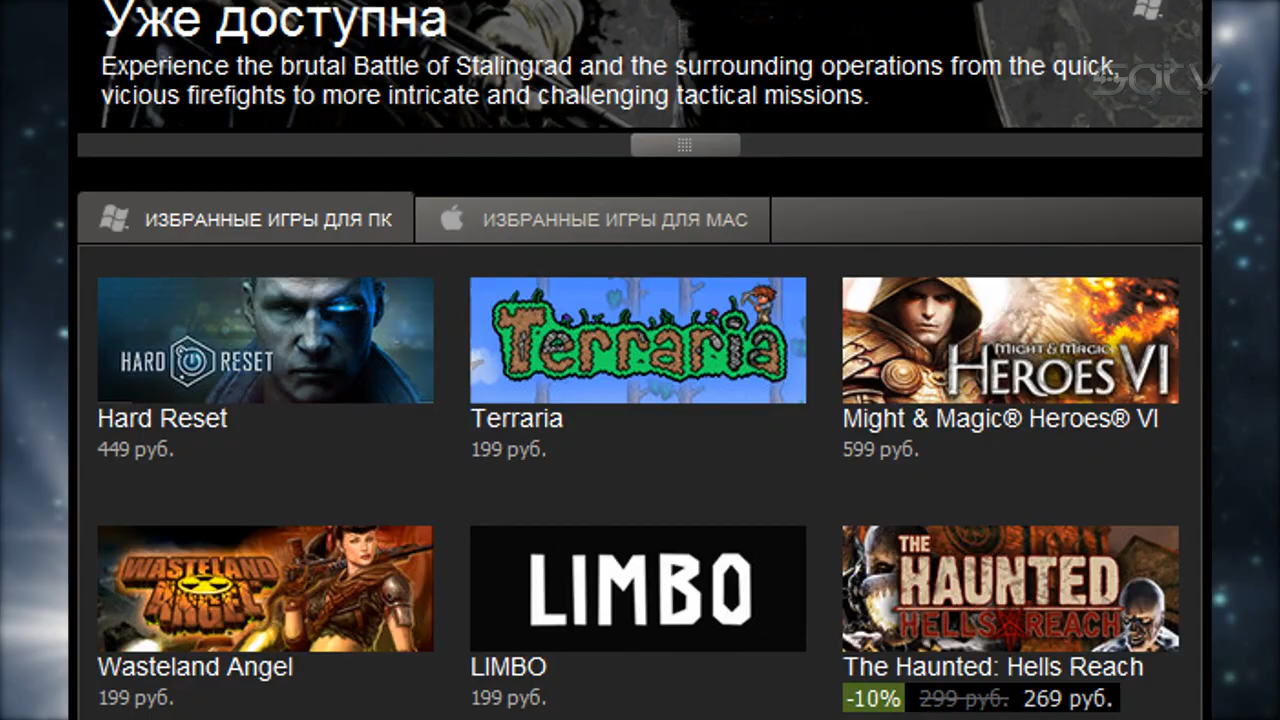 Уже доступна
Experience the brutal Battle of Stalingrad and the surrounding operations from the quick,
vicious firefights to more intricate and challenging tactical missions.
sgtv
ИЗБРАННЫЕ ИГРЫ ДЛЯ ПК
ИЗБРАННЫЕ ИГРЫ ДЛЯ MAC
HARD RESET
Terraria
MIGHT & MAGIC
HEROES VI
Hard Reset
Terraria
Might & Magic® Heroes® VI
449 руб.
199 руб.
599 руб.
WASTELAND
ANGEL
LIMBO
THE
HAUNTED
HELLS REACH
Wasteland Angel
LIMBO
The Haunted: Hells Reach
199 руб.
199 руб.
-10% 299 руб. 269 руб.